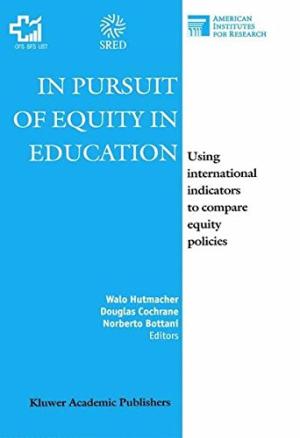 OFS BFS UST
SRED
AMERICAN
INSTITUTES
FOR RESEARCH
IN PURSUIT
OF EQUITY IN
EDUCATION
Using
international
indicators
to compare
equity
policies
Walo Hutmacher
Douglas Cochrane
Norberto Bottani
Editors
Kluwer Academic Publishers